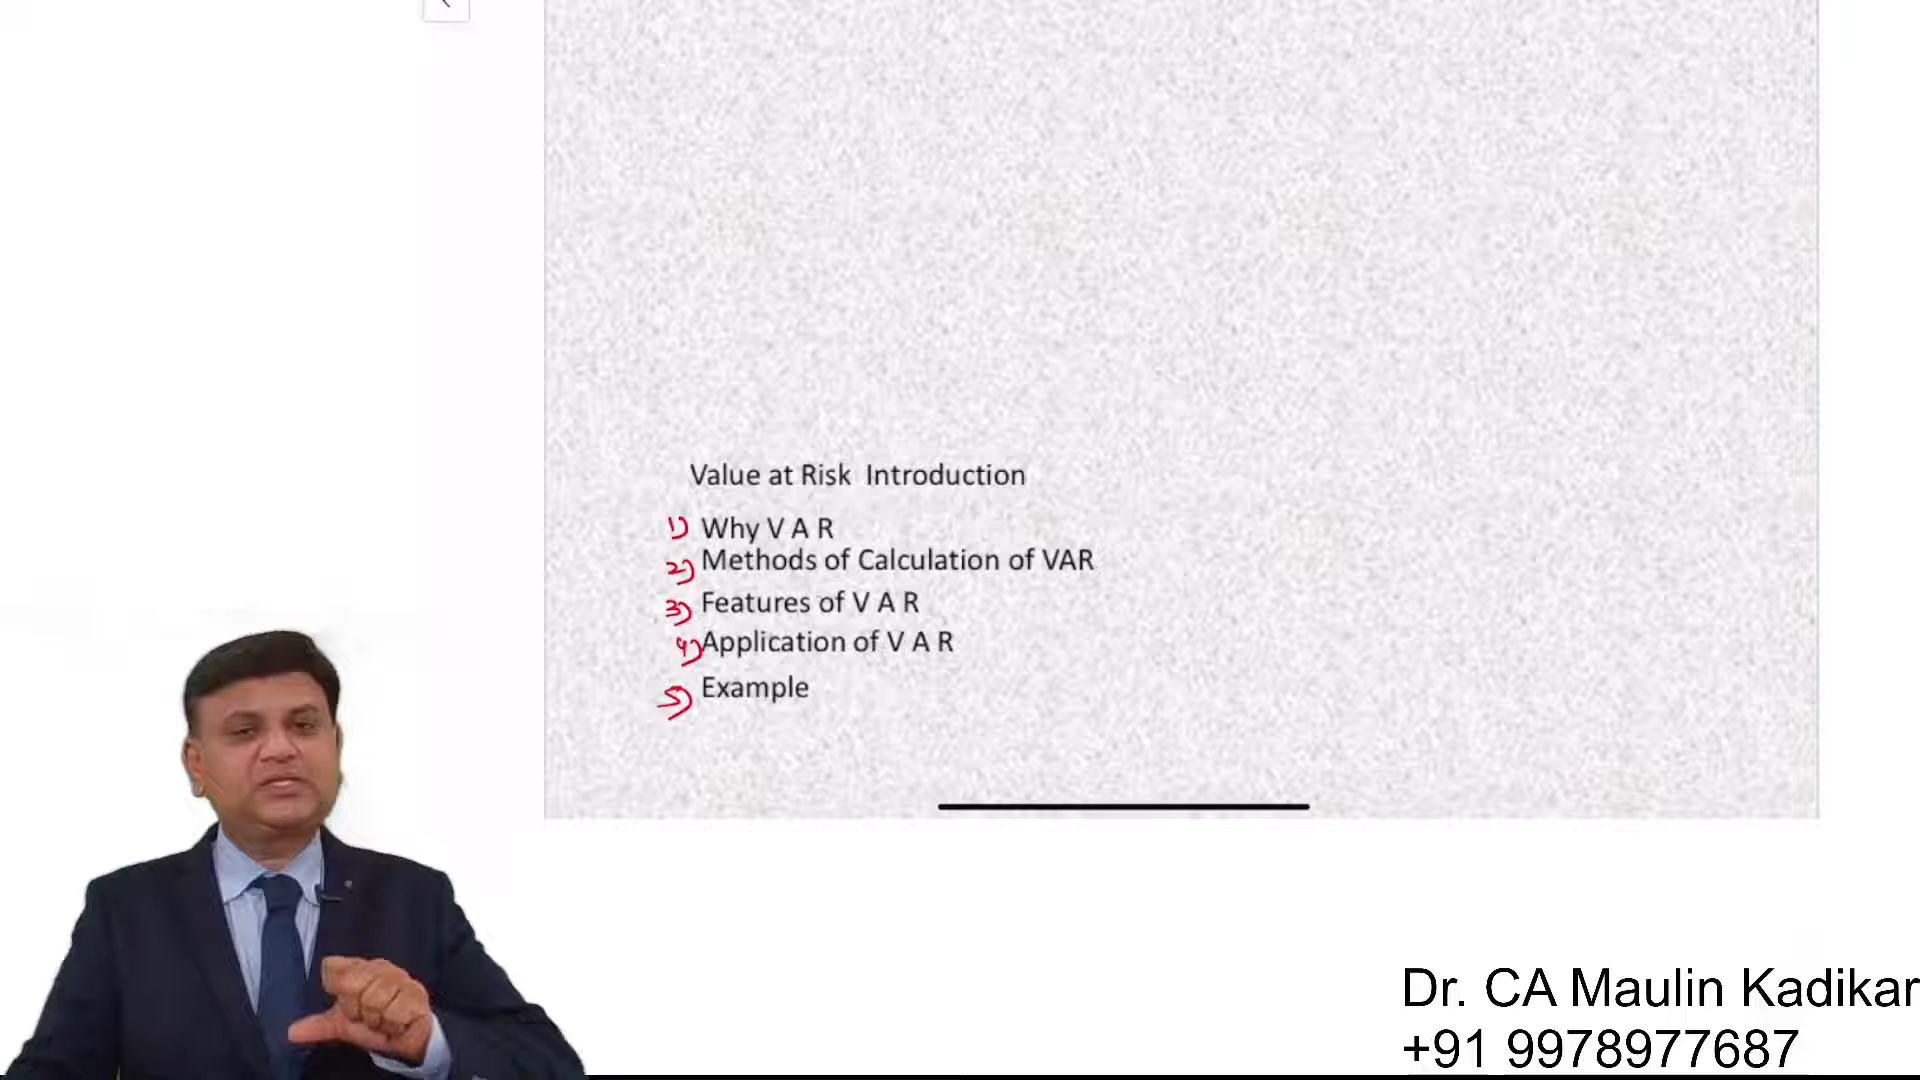 Value at Risk Introduction
1) Why V A R
2) Methods of Calculation of VAR
3) Features of V A R
4) Application of V A R
5) Example
Dr. CA Maulin Kadikar
+91 9978977687